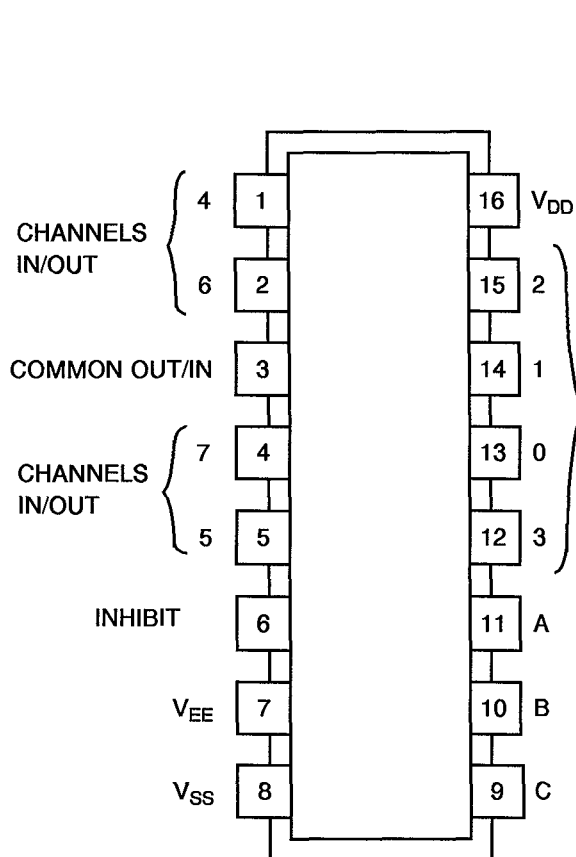 4 1 16 VDD
CHANNELS
IN/OUT
6 2 15 2
COMMON OUT/IN 3 14 1
7 4 13 0
CHANNELS
IN/OUT
5 5 12 3
INHIBIT 6 11 A
VEE 7 10 B
VSS 8 9 C